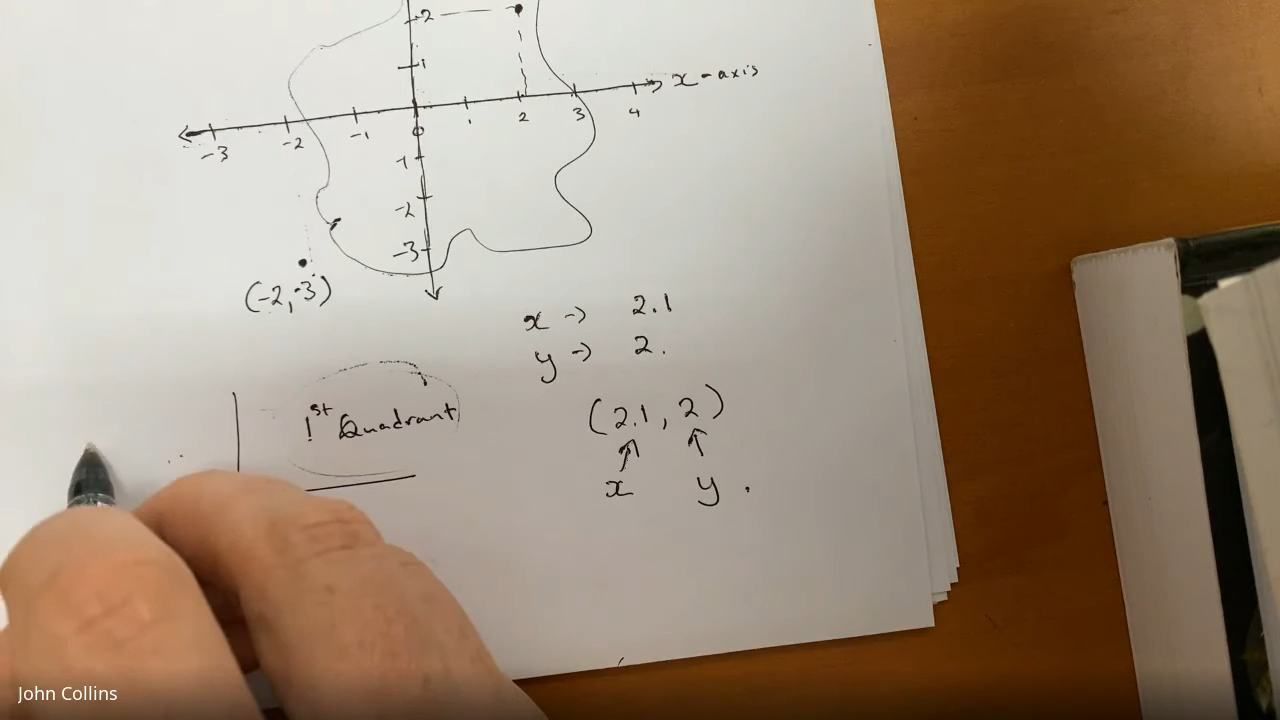 2
1
x-axis
-3 -2 -1 0 1 2 3 4
-1
-2
-3
(-2,-3)
x -> 2.1
y -> 2.
1st Quadrant
(2.1, 2)
x y.
John Collins